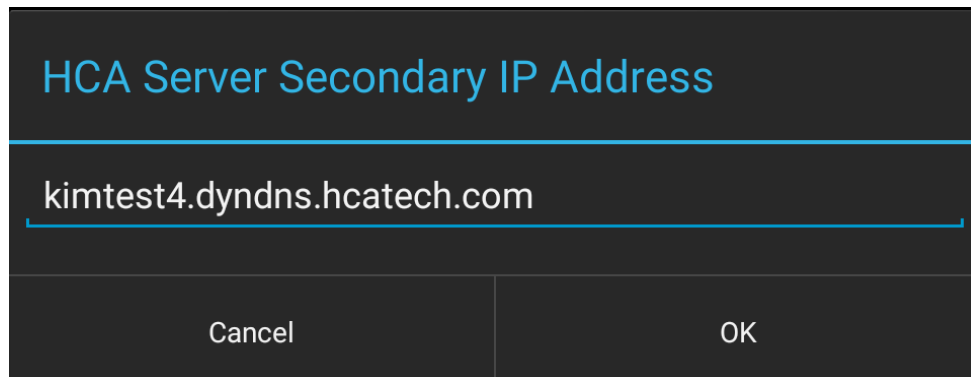 HCA Server Secondary IP Address
kimtest4.dyndns.hcatech.com
Cancel
OK